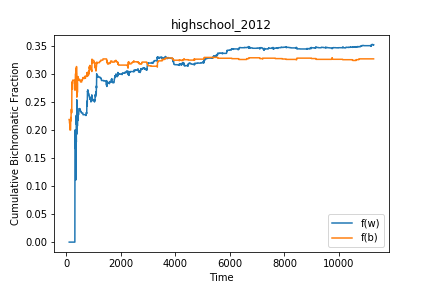 highschool_2012
Cumulative Bichromatic Fraction
0.35
0.30
0.25
0.20
0.15
0.10
0.05
0.00
f(w)
f(b)
0 2000 4000 6000 8000 10000
Time